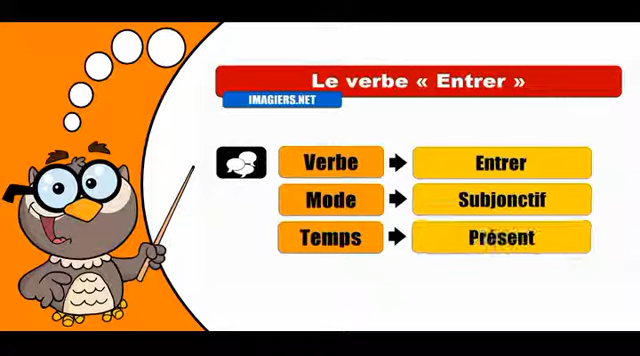 Le verbe « Entrer »
IMAGIERS.NET
Verbe Entrer
Mode Subjonctif
Temps Présent